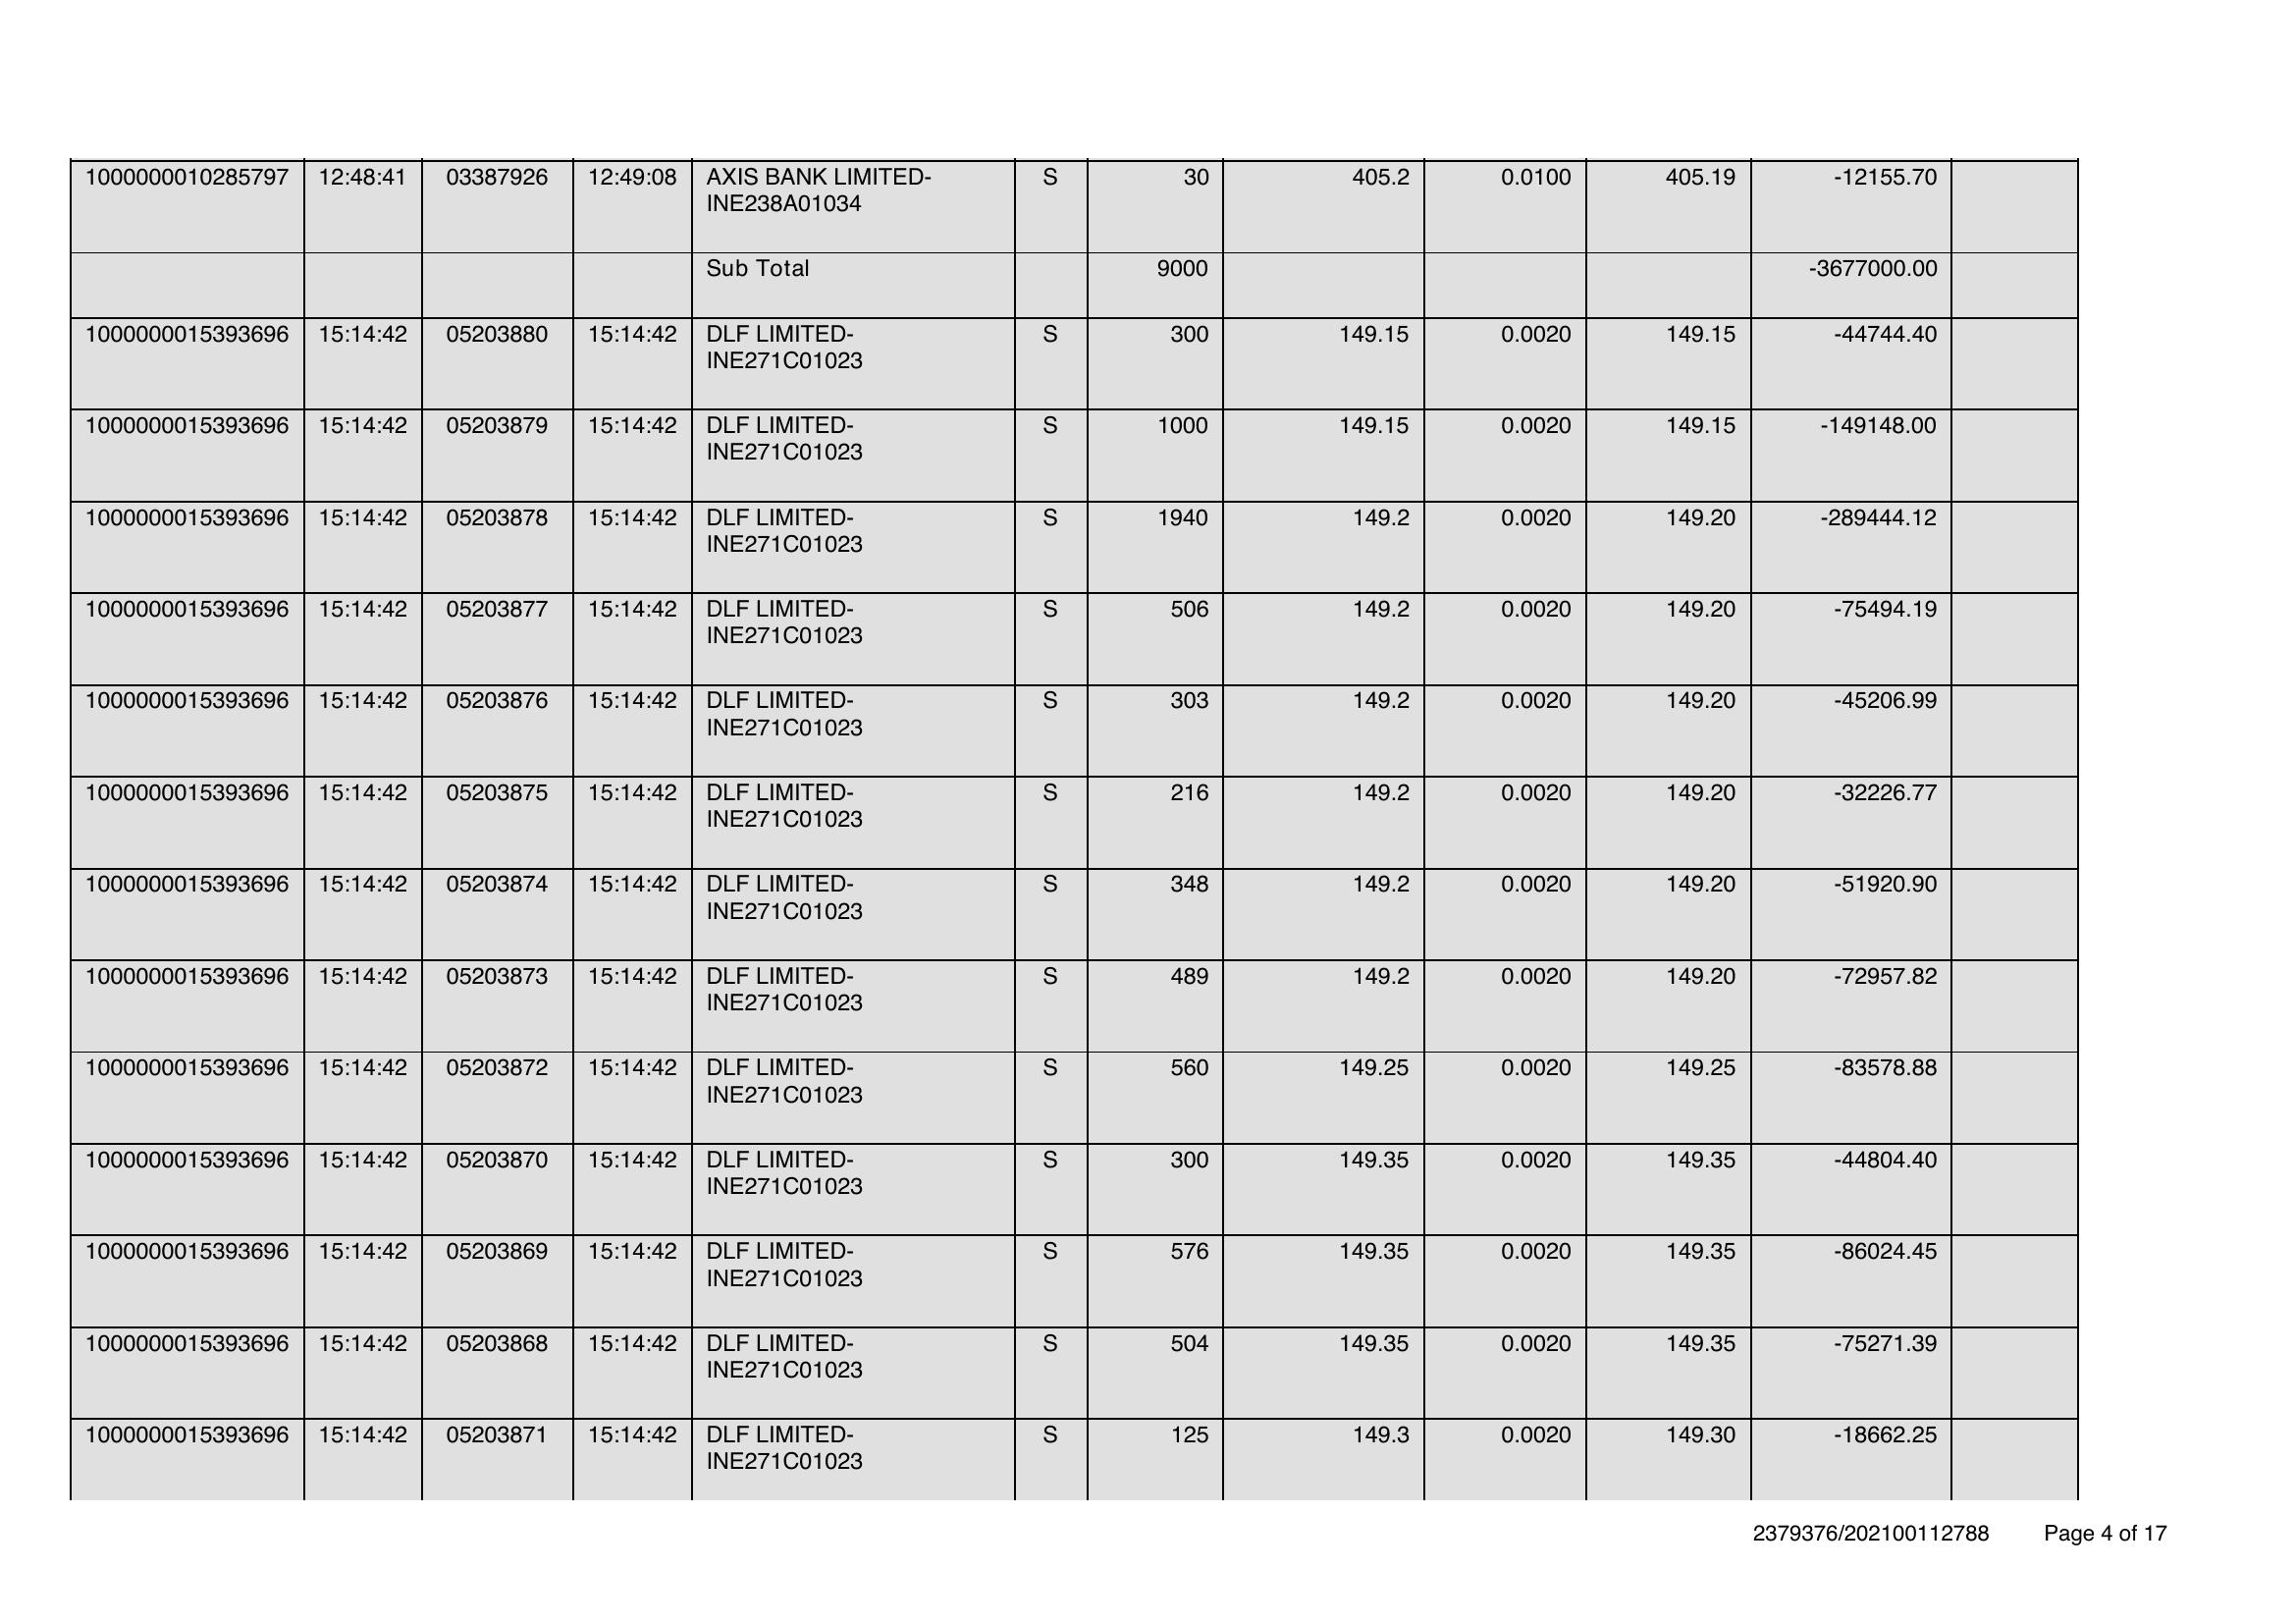 1000000010285797 12:48:41 03387926 12:49:08 AXIS BANK LIMITED- S 30 405.2 0.0100 405.19 -12155.70
INE238A01034
Sub Total 9000 -3677000.00
1000000015393696 15:14:42 05203880 15:14:42 DLF LIMITED- S 300 149.15 0.0020 149.15 -44744.40
INE271C01023
1000000015393696 15:14:42 05203879 15:14:42 DLF LIMITED- S 1000 149.15 0.0020 149.15 -149148.00
INE271C01023
1000000015393696 15:14:42 05203878 15:14:42 DLF LIMITED- S 1940 149.2 0.0020 149.20 -289444.12
INE271C01023
1000000015393696 15:14:42 05203877 15:14:42 DLF LIMITED- S 506 149.2 0.0020 149.20 -75494.19
INE271C01023
1000000015393696 15:14:42 05203876 15:14:42 DLF LIMITED- S 303 149.2 0.0020 149.20 -45206.99
INE271C01023
1000000015393696 15:14:42 05203875 15:14:42 DLF LIMITED- S 216 149.2 0.0020 149.20 -32226.77
INE271C01023
1000000015393696 15:14:42 05203874 15:14:42 DLF LIMITED- S 348 149.2 0.0020 149.20 -51920.90
INE271C01023
1000000015393696 15:14:42 05203873 15:14:42 DLF LIMITED- S 489 149.2 0.0020 149.20 -72957.82
INE271C01023
1000000015393696 15:14:42 05203872 15:14:42 DLF LIMITED- S 560 149.25 0.0020 149.25 -83578.88
INE271C01023
1000000015393696 15:14:42 05203870 15:14:42 DLF LIMITED- S 300 149.35 0.0020 149.35 -44804.40
INE271C01023
1000000015393696 15:14:42 05203869 15:14:42 DLF LIMITED- S 576 149.35 0.0020 149.35 -86024.45
INE271C01023
1000000015393696 15:14:42 05203868 15:14:42 DLF LIMITED- S 504 149.35 0.0020 149.35 -75271.39
INE271C01023
1000000015393696 15:14:42 05203871 15:14:42 DLF LIMITED- S 125 149.3 0.0020 149.30 -18662.25
INE271C01023
2379376/202100112788 Page 4 of 17